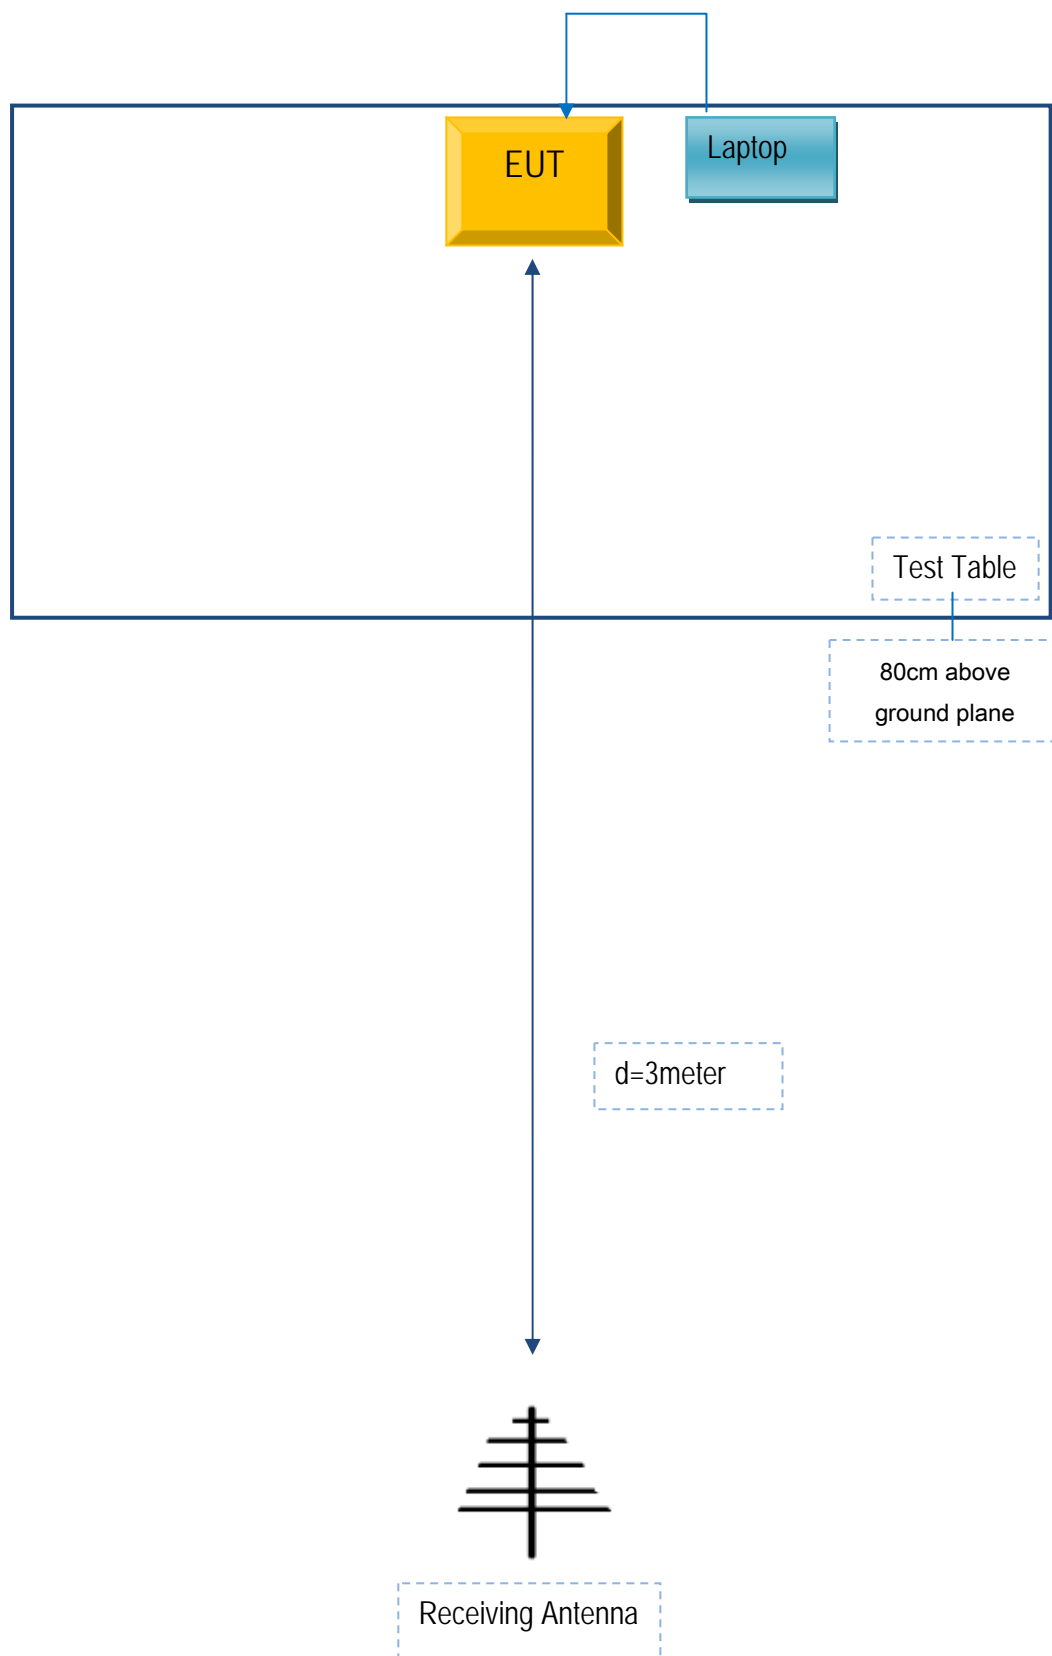 EUT
Laptop
Test Table
80cm above
ground plane
d=3meter
Receiving Antenna